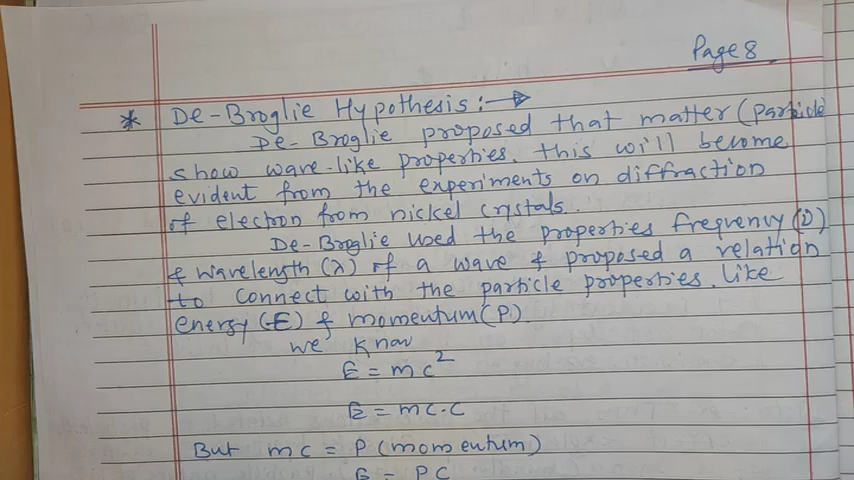 Page 8
* De-Broglie Hypothesis :→
De-Broglie proposed that matter (Particle
show wave-like properties. this will become
evident from the experiments on diffraction
of electron from nickel crystals.
De-Broglie used the properties frequency (υ)
& wavelength (λ) of a wave & proposed a relation
to connect with the particle properties. like
energy (E) & momentum (P)
we know
E = mc²
E = mc.c
But mc = P (momentum)
E = PC